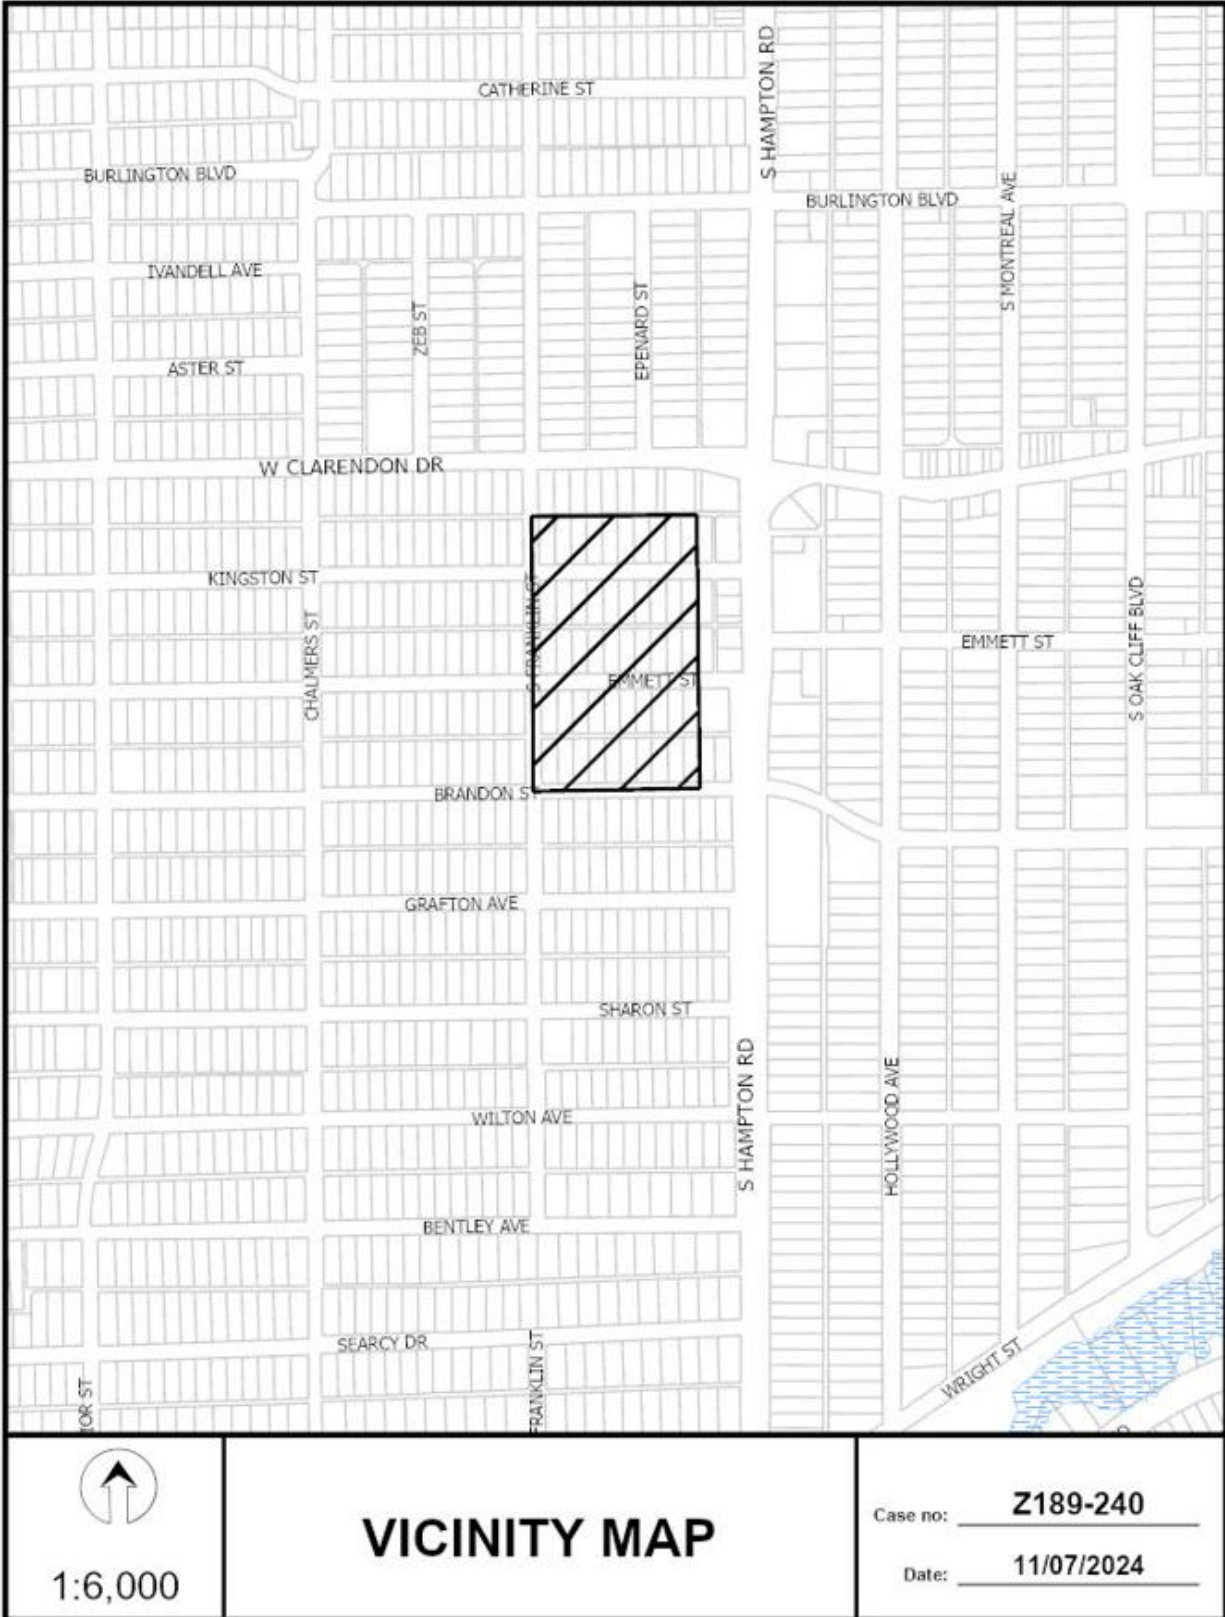 S HAMPTON RD
CATHERINE ST
BURLINGTON BLVD
BURLINGTON BLVD
S MONTREAL AVE
IVANDELL AVE
ZEB ST
EPENARD ST
ASTER ST
W CLARENDON DR
KINGSTON ST
S FRANKLIN ST
CHALMERS ST
EMMETT ST
EMMETT ST
S OAK CLIFF BLVD
BRANDON ST
GRAFTON AVE
SHARON ST
S HAMPTON RD
HOLLYWOOD AVE
WILTON AVE
BENTLEY AVE
SEARCY DR
FRANKLIN ST
WRIGHT ST
1:6,000
VICINITY MAP
Case no: Z189-240
Date: 11/07/2024